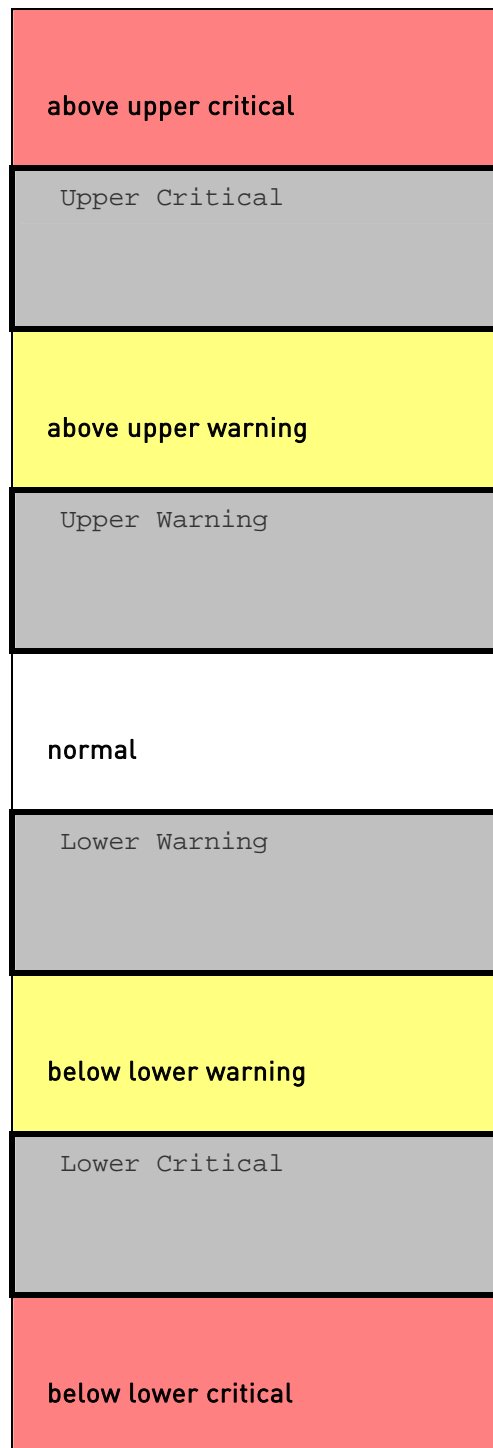 above upper critical
Upper Critical
above upper warning
Upper Warning
normal
Lower Warning
below lower warning
Lower Critical
below lower critical